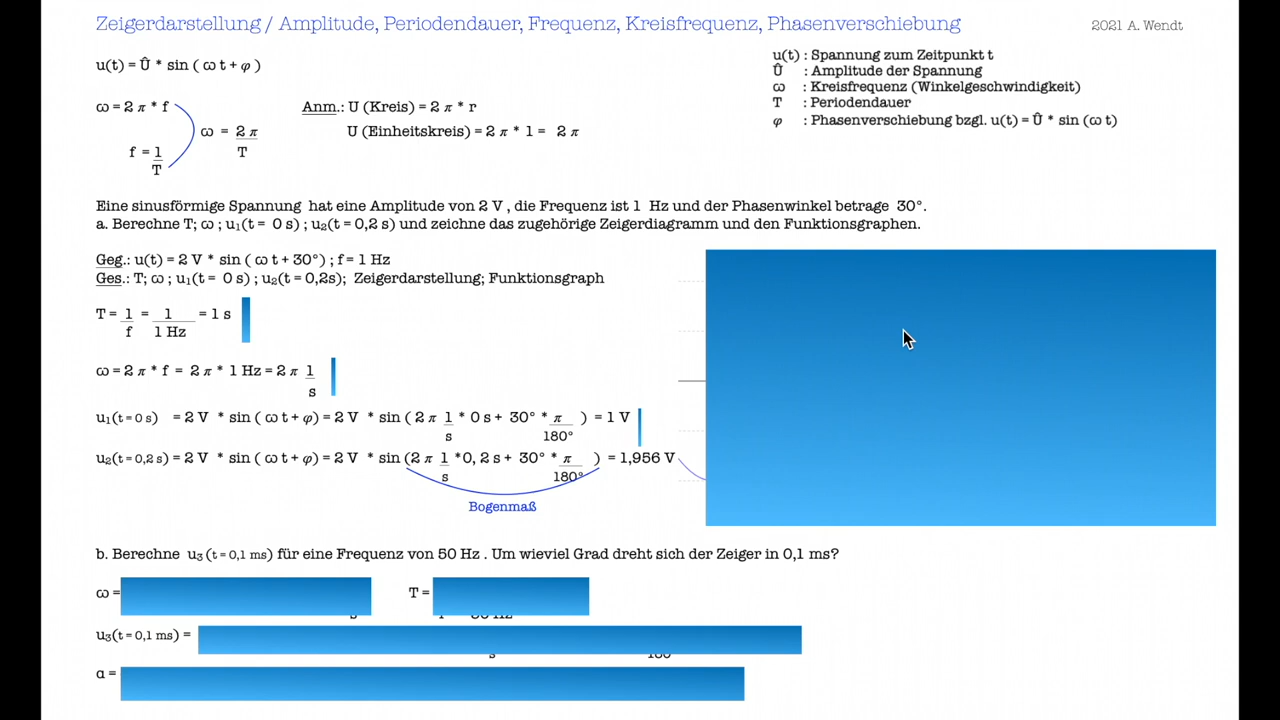 Zeigerdarstellung / Amplitude, Periodendauer, Frequenz, Kreisfrequenz, Phasenverschiebung
2021 A. Wendt
u(t) = Û * sin ( ω t + φ )
u(t) : Spannung zum Zeitpunkt t
Û : Amplitude der Spannung
ω : Kreisfrequenz (Winkelgeschwindigkeit)
T : Periodendauer
φ : Phasenverschiebung bzgl. u(t) = Û * sin (ω t)
ω = 2 π * f
f = 1
T
ω = 2 π
T
Anm.: U (Kreis) = 2 π * r
U (Einheitskreis) = 2 π * 1 = 2 π
Eine sinusförmige Spannung hat eine Amplitude von 2 V , die Frequenz ist 1 Hz und der Phasenwinkel betrage 30°.
a. Berechne T; ω ; u₁(t = 0 s) ; u₂(t = 0,2 s) und zeichne das zugehörige Zeigerdiagramm und den Funktionsgraphen.
Geg.: u(t) = 2 V * sin ( ω t + 30°) ; f = 1 Hz
Ges.: T; ω ; u₁(t = 0 s) ; u₂(t = 0,2s); Zeigerdarstellung; Funktionsgraph
T = 1 = 1 = 1 s
f 1 Hz
ω = 2 π * f = 2 π * 1 Hz = 2 π 1
s
u₁(t = 0 s) = 2 V * sin ( ω t + φ) = 2 V * sin ( 2 π 1 * 0 s + 30° * π ) = 1 V
s 180°
u₂(t = 0,2 s) = 2 V * sin ( ω t + φ) = 2 V * sin (2 π 1 *0, 2 s + 30° * π ) = 1,956 V
s 180°
Bogenmaß
b. Berechne u₃ (t = 0,1 ms) für eine Frequenz von 50 Hz . Um wieviel Grad dreht sich der Zeiger in 0,1 ms?
ω = T =
u₃(t = 0,1 ms) =
α =